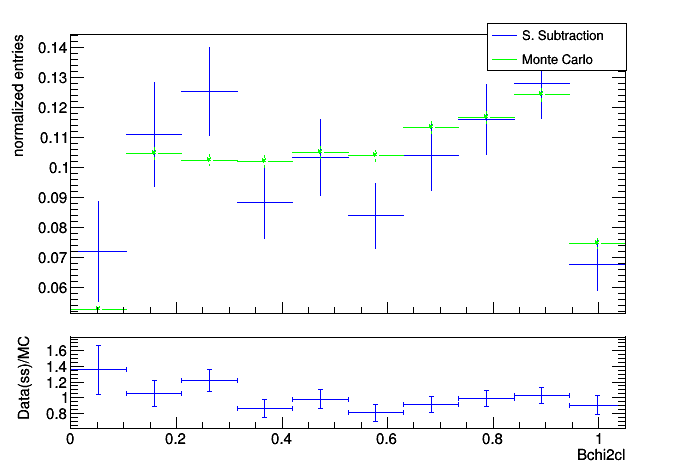 S. Subtraction
Monte Carlo
normalized entries
0.14
0.13
0.12
0.11
0.1
0.09
0.08
0.07
0.06
Data(ss)/MC
1.6
1.4
1.2
1
0.8
0 0.2 0.4 0.6 0.8 1
Bchi2cl